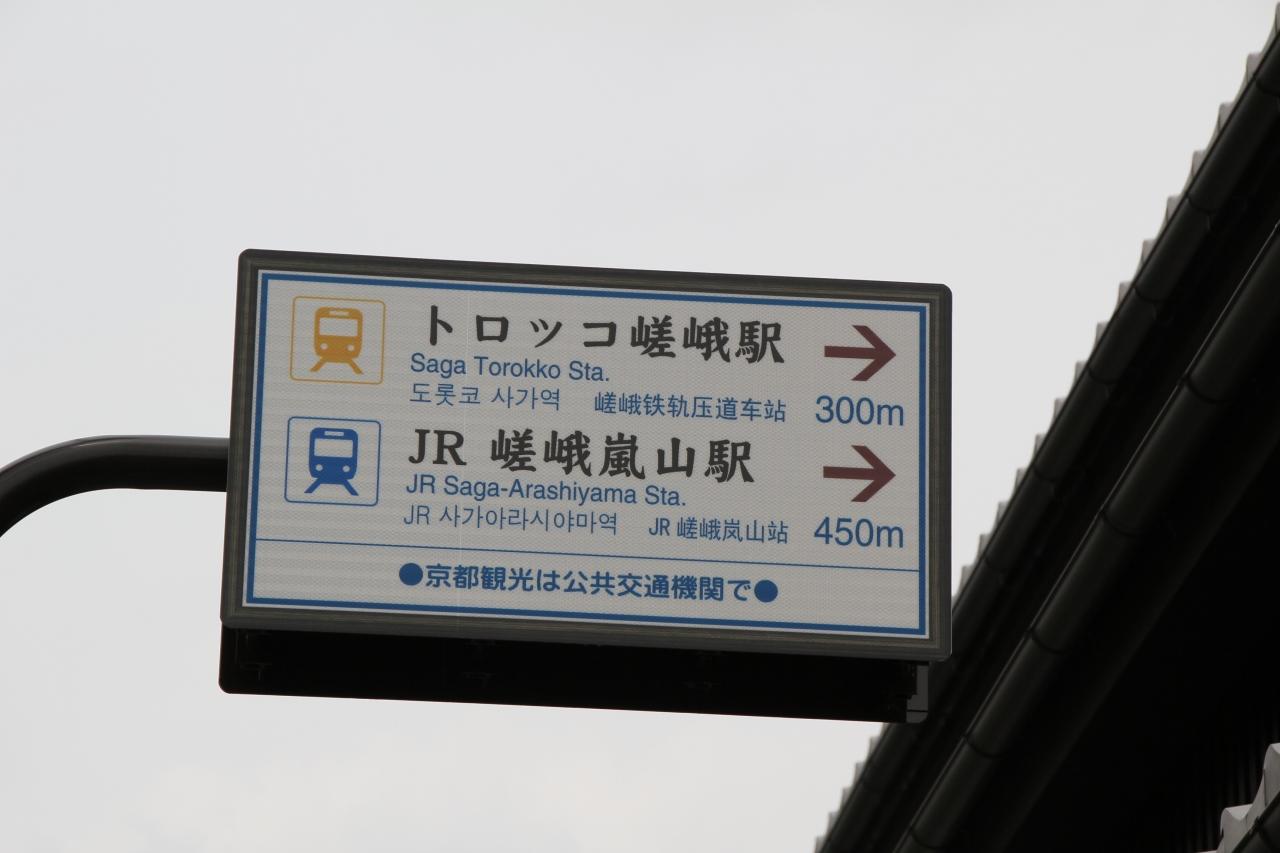 トロッコ嵯峨駅 →
Saga Torokko Sta.
도롯코 사가역 嵯峨铁轨压道车站 300m
JR 嵯峨嵐山駅 →
JR Saga-Arashiyama Sta.
JR 사가아라시야마역 JR 嵯峨岚山站 450m
●京都観光は公共交通機関で●